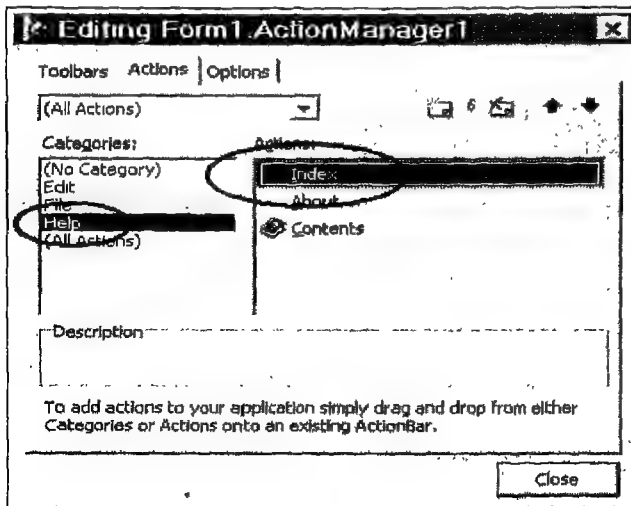 Editing Form1.ActionManager1
Toolbars Actions Options
(All Actions)
Categories: Actions:
(No Category)
Edit
File
Help
(All Actions)
Index
About
Contents
Description
To add actions to your application simply drag and drop from either
Categories or Actions onto an existing ActionBar.
Close